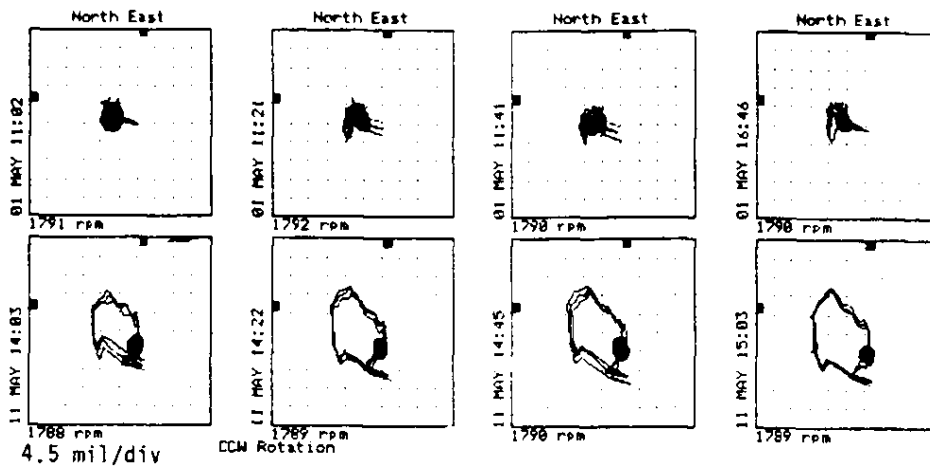 North East
North East
North East
North East
01 MAY 11:02
01 MAY 11:2
01 MAY 11:41
01 MAY 16:46
1791 rpm
1792 rpm
1790 rpm
1790 rpm
11 MAY 14:03
11 MAY 14:22
11 MAY 14:45
11 MAY 15:03
1788 rpm
1789 rpm
1790 rpm
1789 rpm
4.5 mil/div
CCW Rotation